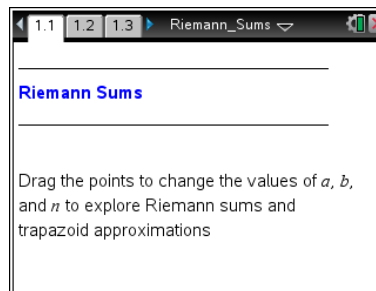 1.1 1.2 1.3 Riemann_Sums
Riemann Sums
Drag the points to change the values of a, b,
and n to explore Riemann sums and
trapazoid approximations